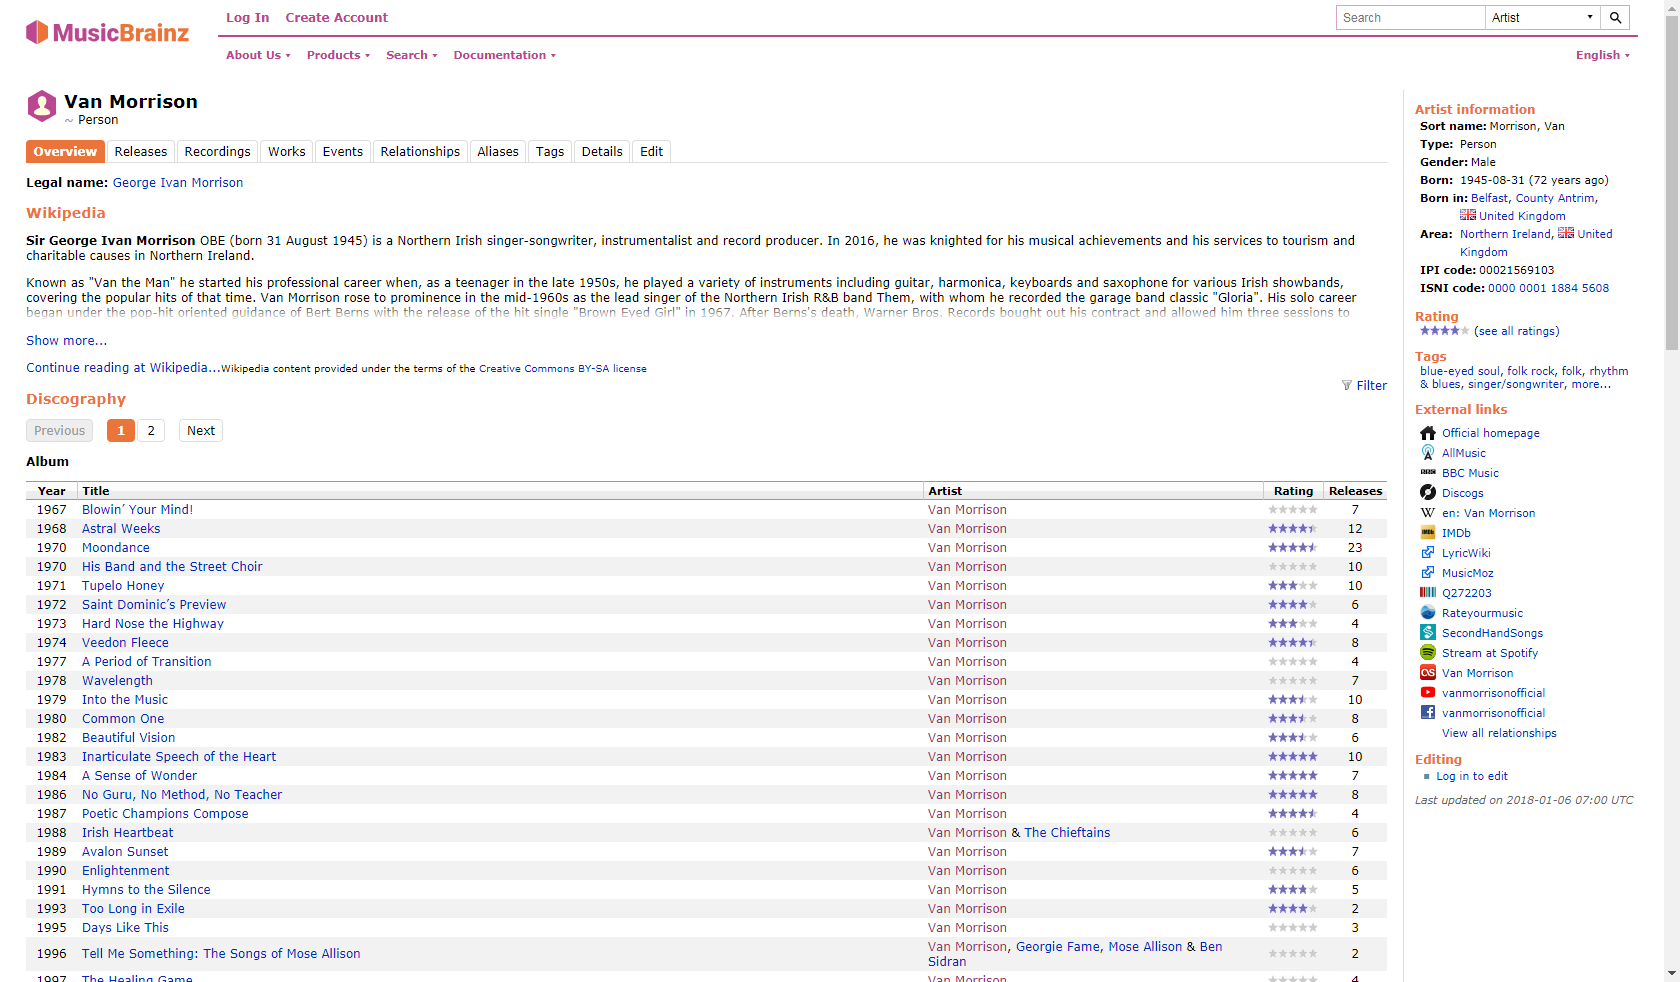 MusicBrainz
Log In Create Account
Search Artist
About Us Products Search Documentation
English
Van Morrison
~ Person
Overview Releases Recordings Works Events Relationships Aliases Tags Details Edit
Legal name: George Ivan Morrison
Wikipedia
Sir George Ivan Morrison OBE (born 31 August 1945) is a Northern Irish singer-songwriter, instrumentalist and record producer. In 2016, he was knighted for his musical achievements and his services to tourism and
charitable causes in Northern Ireland.
Known as "Van the Man" he started his professional career when, as a teenager in the late 1950s, he played a variety of instruments including guitar, harmonica, keyboards and saxophone for various Irish showbands,
covering the popular hits of that time. Van Morrison rose to prominence in the mid-1960s as the lead singer of the Northern Irish R&B band Them, with whom he recorded the garage band classic "Gloria". His solo career
began under the pop-hit oriented guidance of Bert Berns with the release of the hit single "Brown Eyed Girl" in 1967. After Berns's death, Warner Bros. Records bought out his contract and allowed him three sessions to
Show more...
Continue reading at Wikipedia... Wikipedia content provided under the terms of the Creative Commons BY-SA license
Filter
Discography
Previous 1 2 Next
Album
Year Title Artist Rating Releases
1967 Blowin’ Your Mind! Van Morrison 7
1968 Astral Weeks Van Morrison 12
1970 Moondance Van Morrison 23
1970 His Band and the Street Choir Van Morrison 10
1971 Tupelo Honey Van Morrison 10
1972 Saint Dominic’s Preview Van Morrison 6
1973 Hard Nose the Highway Van Morrison 4
1974 Veedon Fleece Van Morrison 8
1977 A Period of Transition Van Morrison 4
1978 Wavelength Van Morrison 7
1979 Into the Music Van Morrison 10
1980 Common One Van Morrison 8
1982 Beautiful Vision Van Morrison 6
1983 Inarticulate Speech of the Heart Van Morrison 10
1984 A Sense of Wonder Van Morrison 7
1986 No Guru, No Method, No Teacher Van Morrison 8
1987 Poetic Champions Compose Van Morrison 4
1988 Irish Heartbeat Van Morrison & The Chieftains 6
1989 Avalon Sunset Van Morrison 7
1990 Enlightenment Van Morrison 6
1991 Hymns to the Silence Van Morrison 5
1993 Too Long in Exile Van Morrison 2
1995 Days Like This Van Morrison 3
1996 Tell Me Something: The Songs of Mose Allison Van Morrison, Georgie Fame, Mose Allison & Ben
Sidran 2
1997 The Healing Game Van Morrison 4
Artist information
Sort name: Morrison, Van
Type: Person
Gender: Male
Born: 1945-08-31 (72 years ago)
Born in: Belfast, County Antrim,
United Kingdom
Area: Northern Ireland, United
Kingdom
IPI code: 00021569103
ISNI code: 0000 0001 1884 5608
Rating
(see all ratings)
Tags
blue-eyed soul, folk rock, folk, rhythm
& blues, singer/songwriter, more...
External links
Official homepage
AllMusic
BBC Music
Discogs
W en: Van Morrison
IMDb IMDb
LyricWiki
MusicMoz
Q272203
Rateyourmusic
SecondHandSongs
Stream at Spotify
Van Morrison
vanmorrisonofficial
vanmorrisonofficial
View all relationships
Editing
Log in to edit
Last updated on 2018-01-06 07:00 UTC